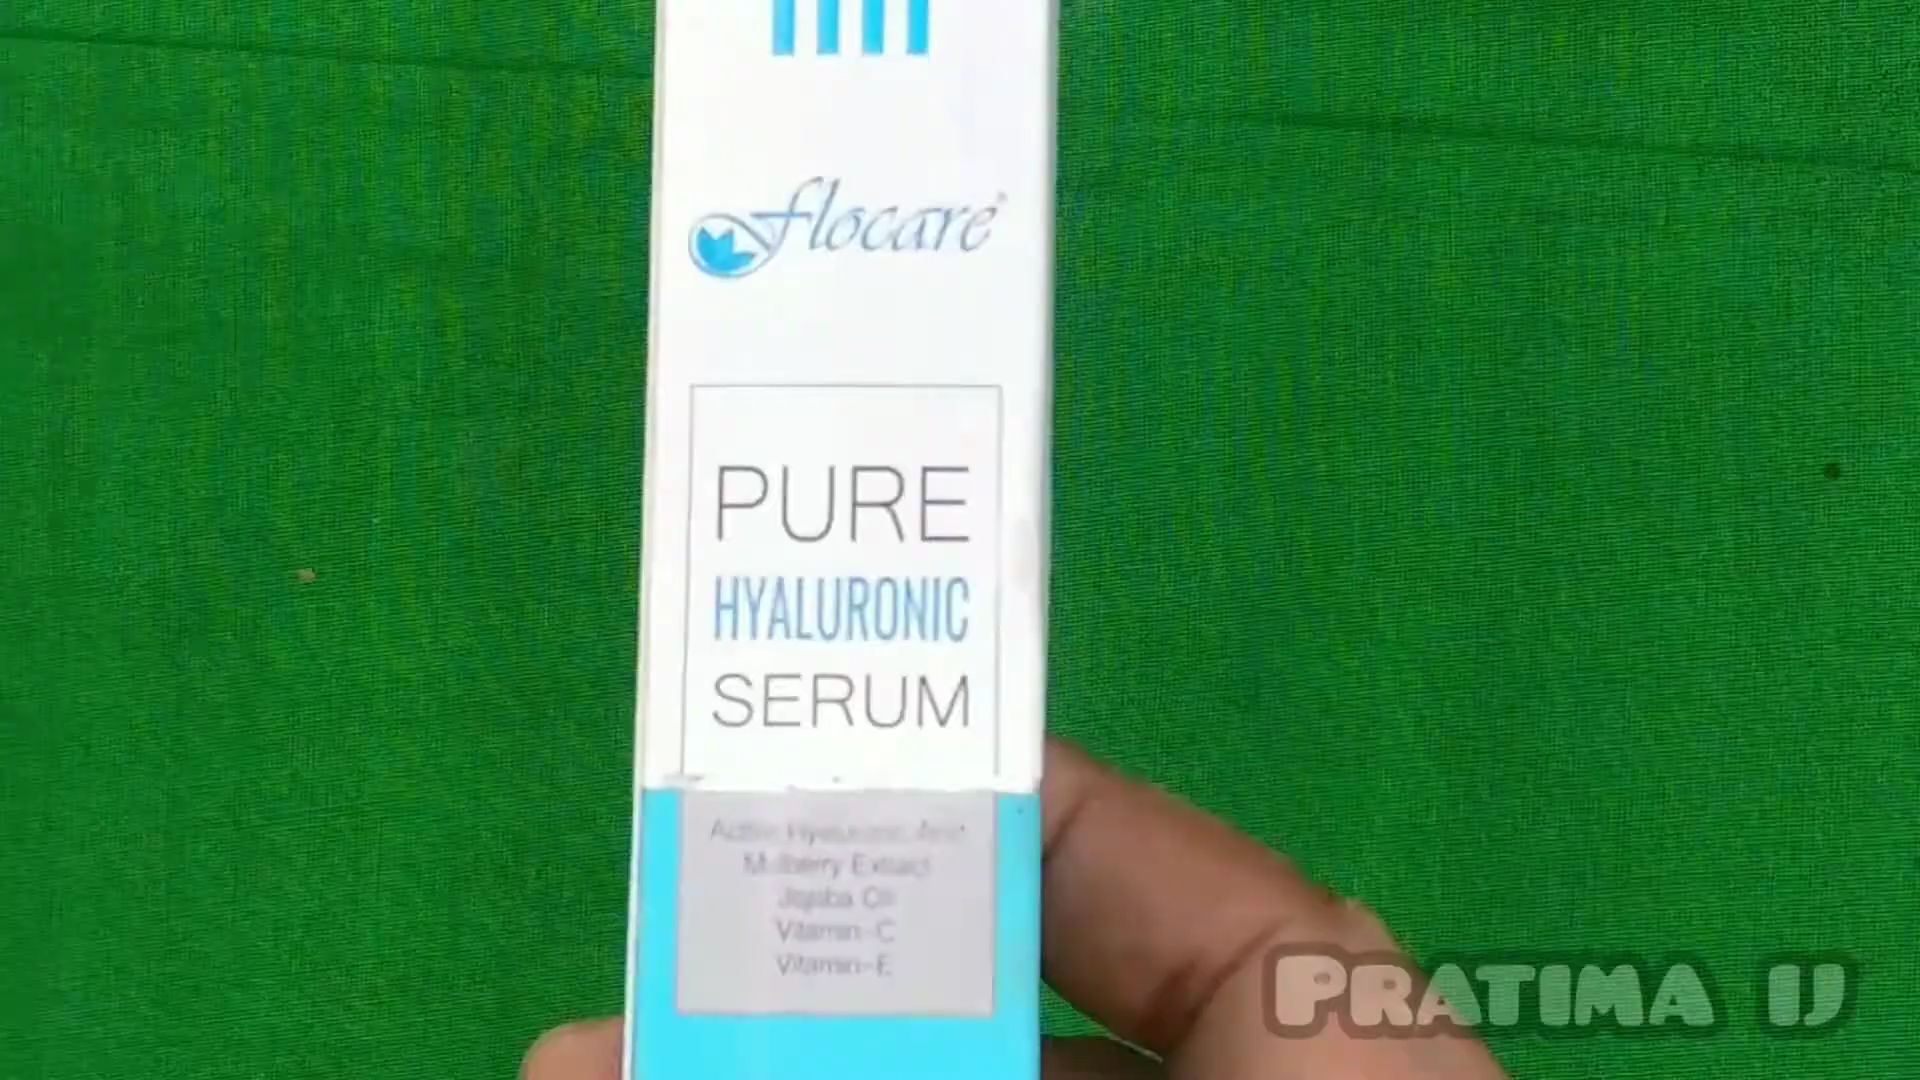 flocare®
PURE
HYALURONIC
SERUM
Active Hyaluronic Acid
Mulberry Extract
Jojoba Oil
Vitamin-C
Vitamin-E
PRATIMA IJ